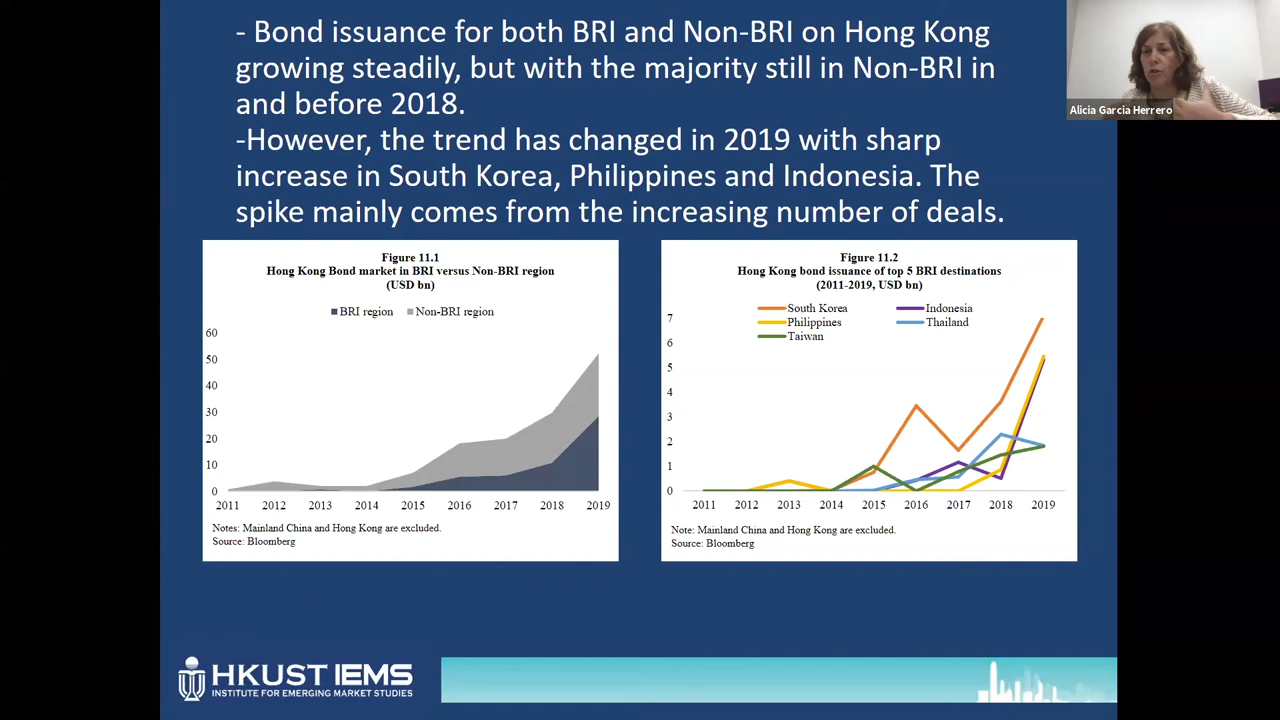 - Bond issuance for both BRI and Non-BRI on Hong Kong
growing steadily, but with the majority still in Non-BRI in
and before 2018.
-However, the trend has changed in 2019 with sharp
increase in South Korea, Philippines and Indonesia. The
spike mainly comes from the increasing number of deals.
Alicia Garcia Herrero
Figure 11.1
Hong Kong Bond market in BRI versus Non-BRI region
(USD bn)
BRI region Non-BRI region
60
50
40
30
20
10
0
2011 2012 2013 2014 2015 2016 2017 2018 2019
Notes: Mainland China and Hong Kong are excluded.
Source: Bloomberg
Figure 11.2
Hong Kong bond issuance of top 5 BRI destinations
(2011-2019, USD bn)
South Korea Indonesia
Philippines Thailand
Taiwan
7
6
5
4
3
2
1
0
2011 2012 2013 2014 2015 2016 2017 2018 2019
Note: Mainland China and Hong Kong are excluded.
Source: Bloomberg
HKUST IEMS
INSTITUTE FOR EMERGING MARKET STUDIES